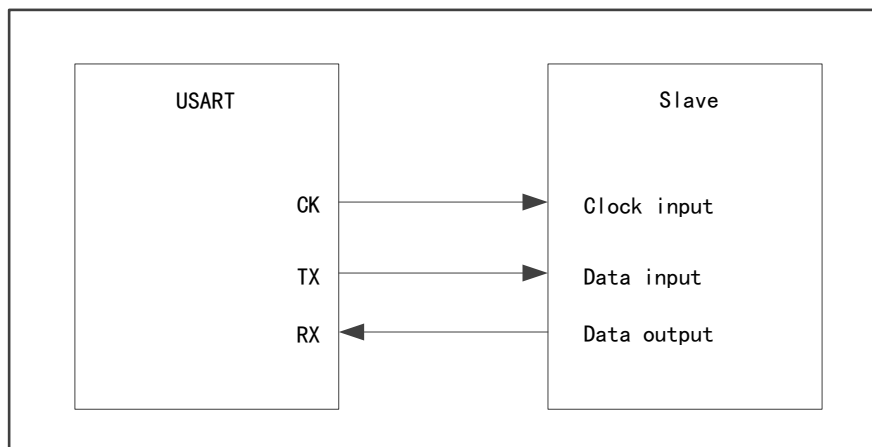 USART
Slave
CK
Clock input
TX
Data input
RX
Data output